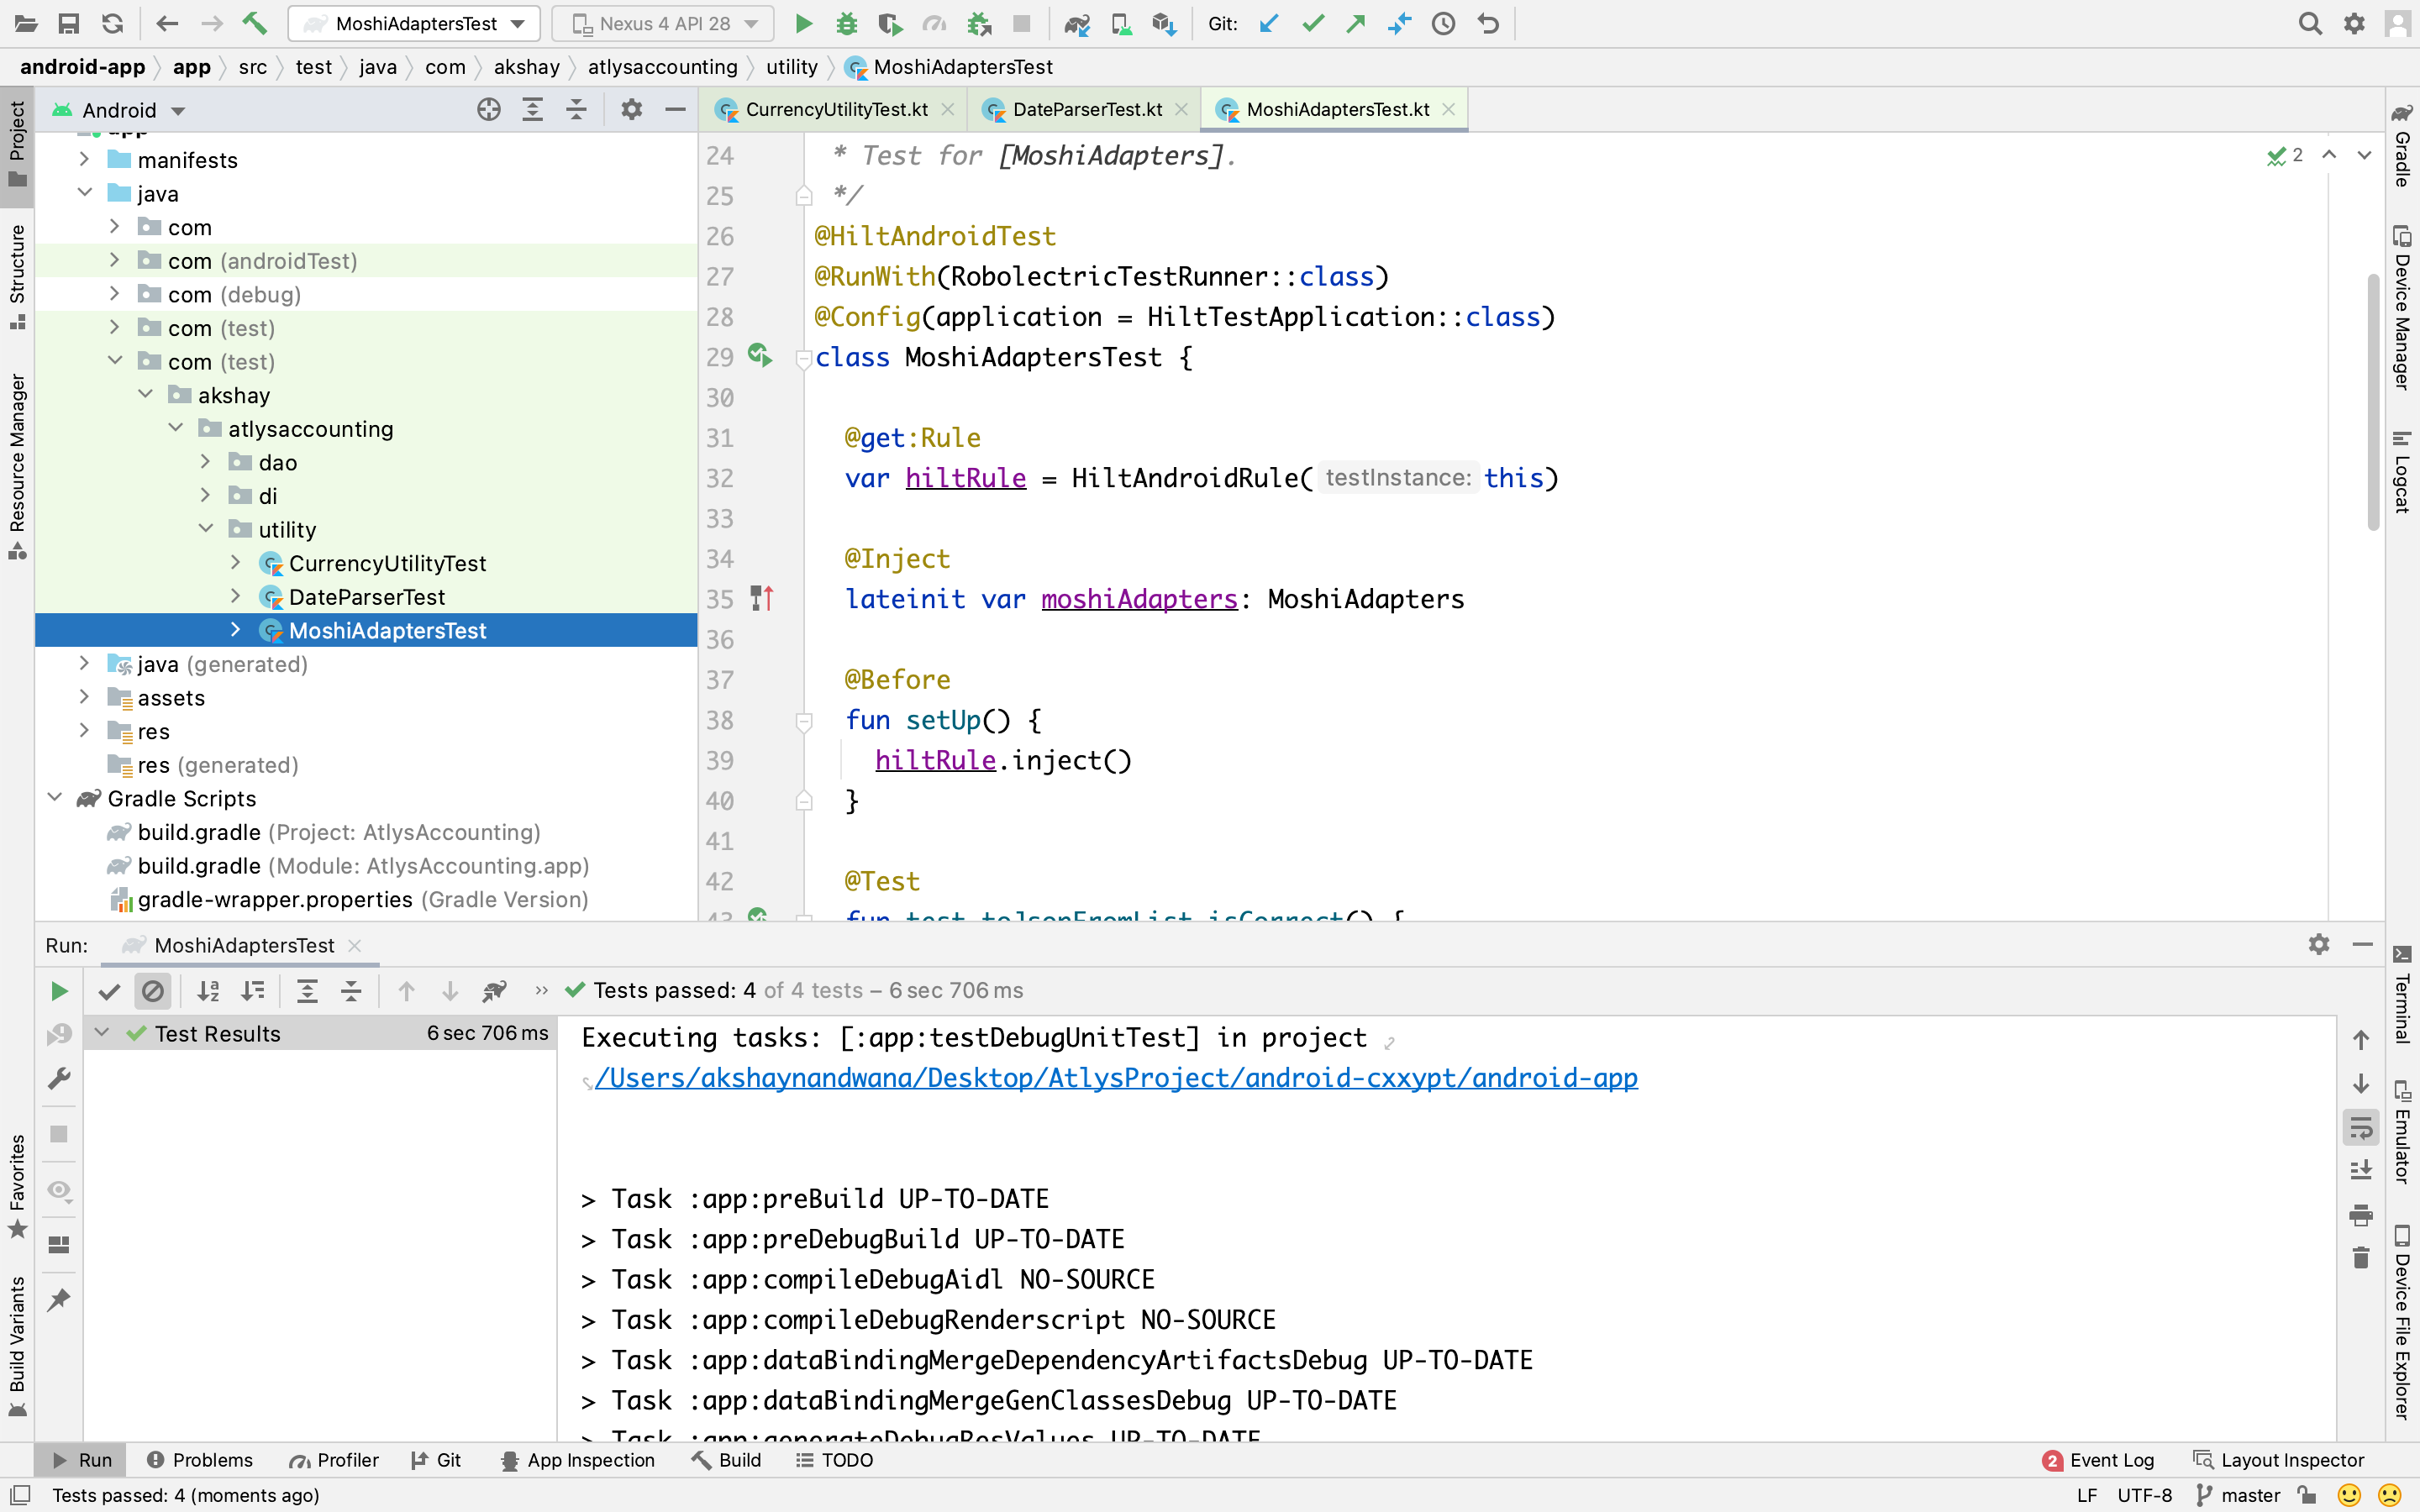 MoshiAdaptersTest
Nexus 4 API 28
Git:
android-app
app
src
test
java
com
akshay
atlysaccounting
utility
MoshiAdaptersTest
Project
Structure
Resource Manager
Favorites
Build Variants
Android
app
manifests
java
com
com (androidTest)
com (debug)
com (test)
com (test)
akshay
atlysaccounting
dao
di
utility
CurrencyUtilityTest
DateParserTest
MoshiAdaptersTest
java (generated)
assets
res
res (generated)
Gradle Scripts
build.gradle (Project: AtlysAccounting)
build.gradle (Module: AtlysAccounting.app)
gradle-wrapper.properties (Gradle Version)
CurrencyUtilityTest.kt
DateParserTest.kt
MoshiAdaptersTest.kt
2
24 * Test for [MoshiAdapters].
25 */
26 @HiltAndroidTest
27 @RunWith(RobolectricTestRunner::class)
28 @Config(application = HiltTestApplication::class)
29 class MoshiAdaptersTest {
30
31 @get:Rule
32 var hiltRule = HiltAndroidRule( testInstance: this)
33
34 @Inject
35 lateinit var moshiAdapters: MoshiAdapters
36
37 @Before
38 fun setUp() {
39 hiltRule.inject()
40 }
41
42 @Test
43 fun test_toJsonFromList_isCorrect() {
Gradle
Device Manager
Logcat
Terminal
Emulator
Device File Explorer
Run:
MoshiAdaptersTest
Tests passed: 4 of 4 tests – 6 sec 706 ms
Test Results 6 sec 706 ms
Executing tasks: [:app:testDebugUnitTest] in project
/Users/akshaynandwana/Desktop/AtlysProject/android-cxxypt/android-app
> Task :app:preBuild UP-TO-DATE
> Task :app:preDebugBuild UP-TO-DATE
> Task :app:compileDebugAidl NO-SOURCE
> Task :app:compileDebugRenderscript NO-SOURCE
> Task :app:dataBindingMergeDependencyArtifactsDebug UP-TO-DATE
> Task :app:dataBindingMergeGenClassesDebug UP-TO-DATE
> Task :app:generateDebugResValues UP-TO-DATE
Run
Problems
Profiler
Git
App Inspection
Build
TODO
2 Event Log
Layout Inspector
Tests passed: 4 (moments ago)
LF
UTF-8
master